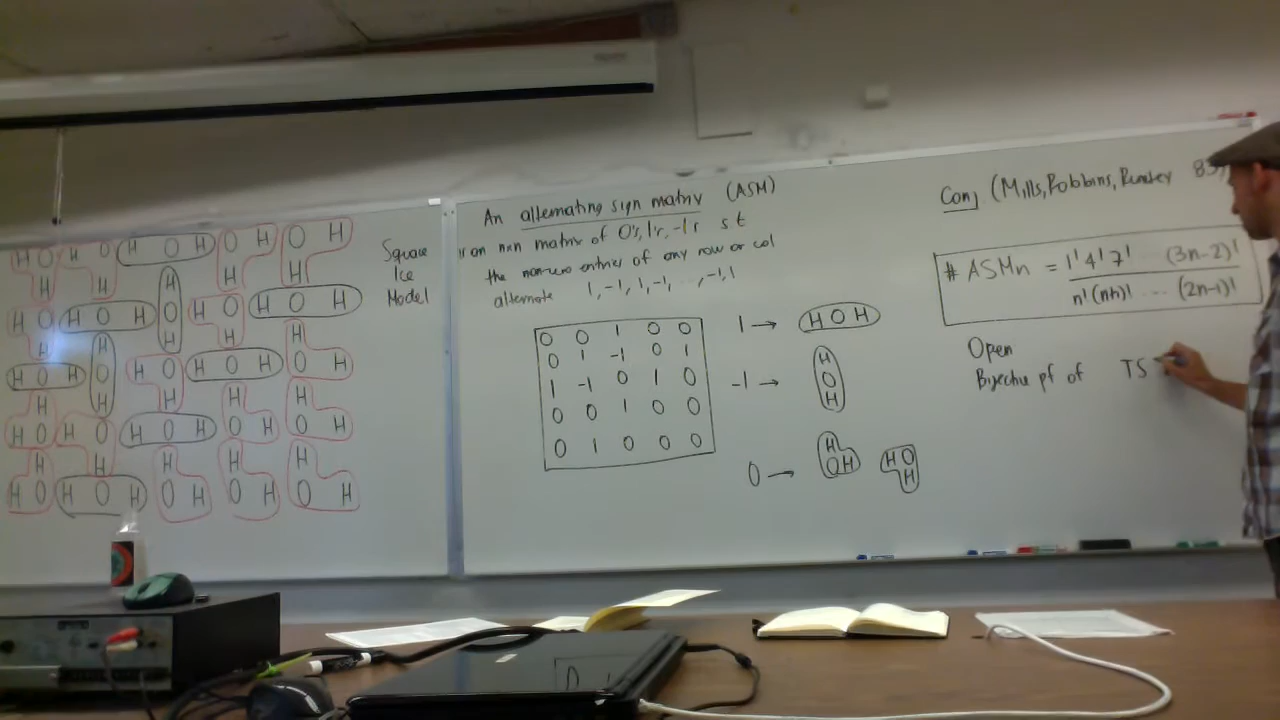 H O H O H H O H O H O H
H H H H H
H O H O H O H O H O H
H H H H
H O H O H O H O H O H
H H H H
H O H O H O H O H O H
H H H H H
H O H O H O H O H O H
Square
Ice
Model
An alternating sign matrix (ASM)
is an n×n matrix of 0's, 1's, -1's s t
the non-zero entries of any row or col
alternate 1, -1, 1, -1, ..., -1, 1
0 0 1 0 0
0 1 -1 0 1
1 -1 0 1 0
0 0 1 0 0
0 1 0 0 0
1 → H O H
-1 → H O H
0 → H O H H O H
Conj (Mills, Robbins, Rumsey 83)
# ASMn = 1! 4! 7! ... (3n-2)!
n! (n+1)! ... (2n-1)!
Open
Bijective pf of TS